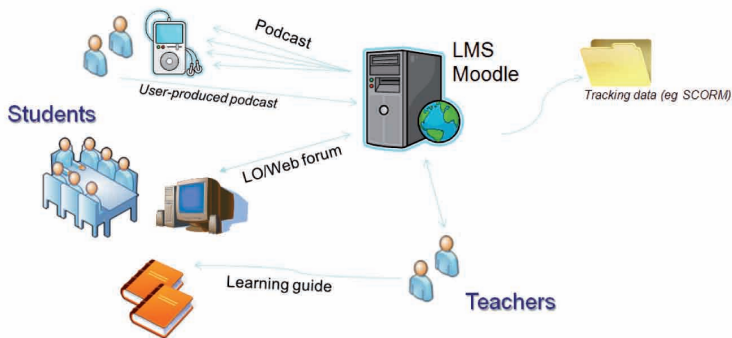 Podcast
LMS
Moodle
Tracking data (eg SCORM)
User-produced podcast
Students
LO/Web forum
Learning guide
Teachers